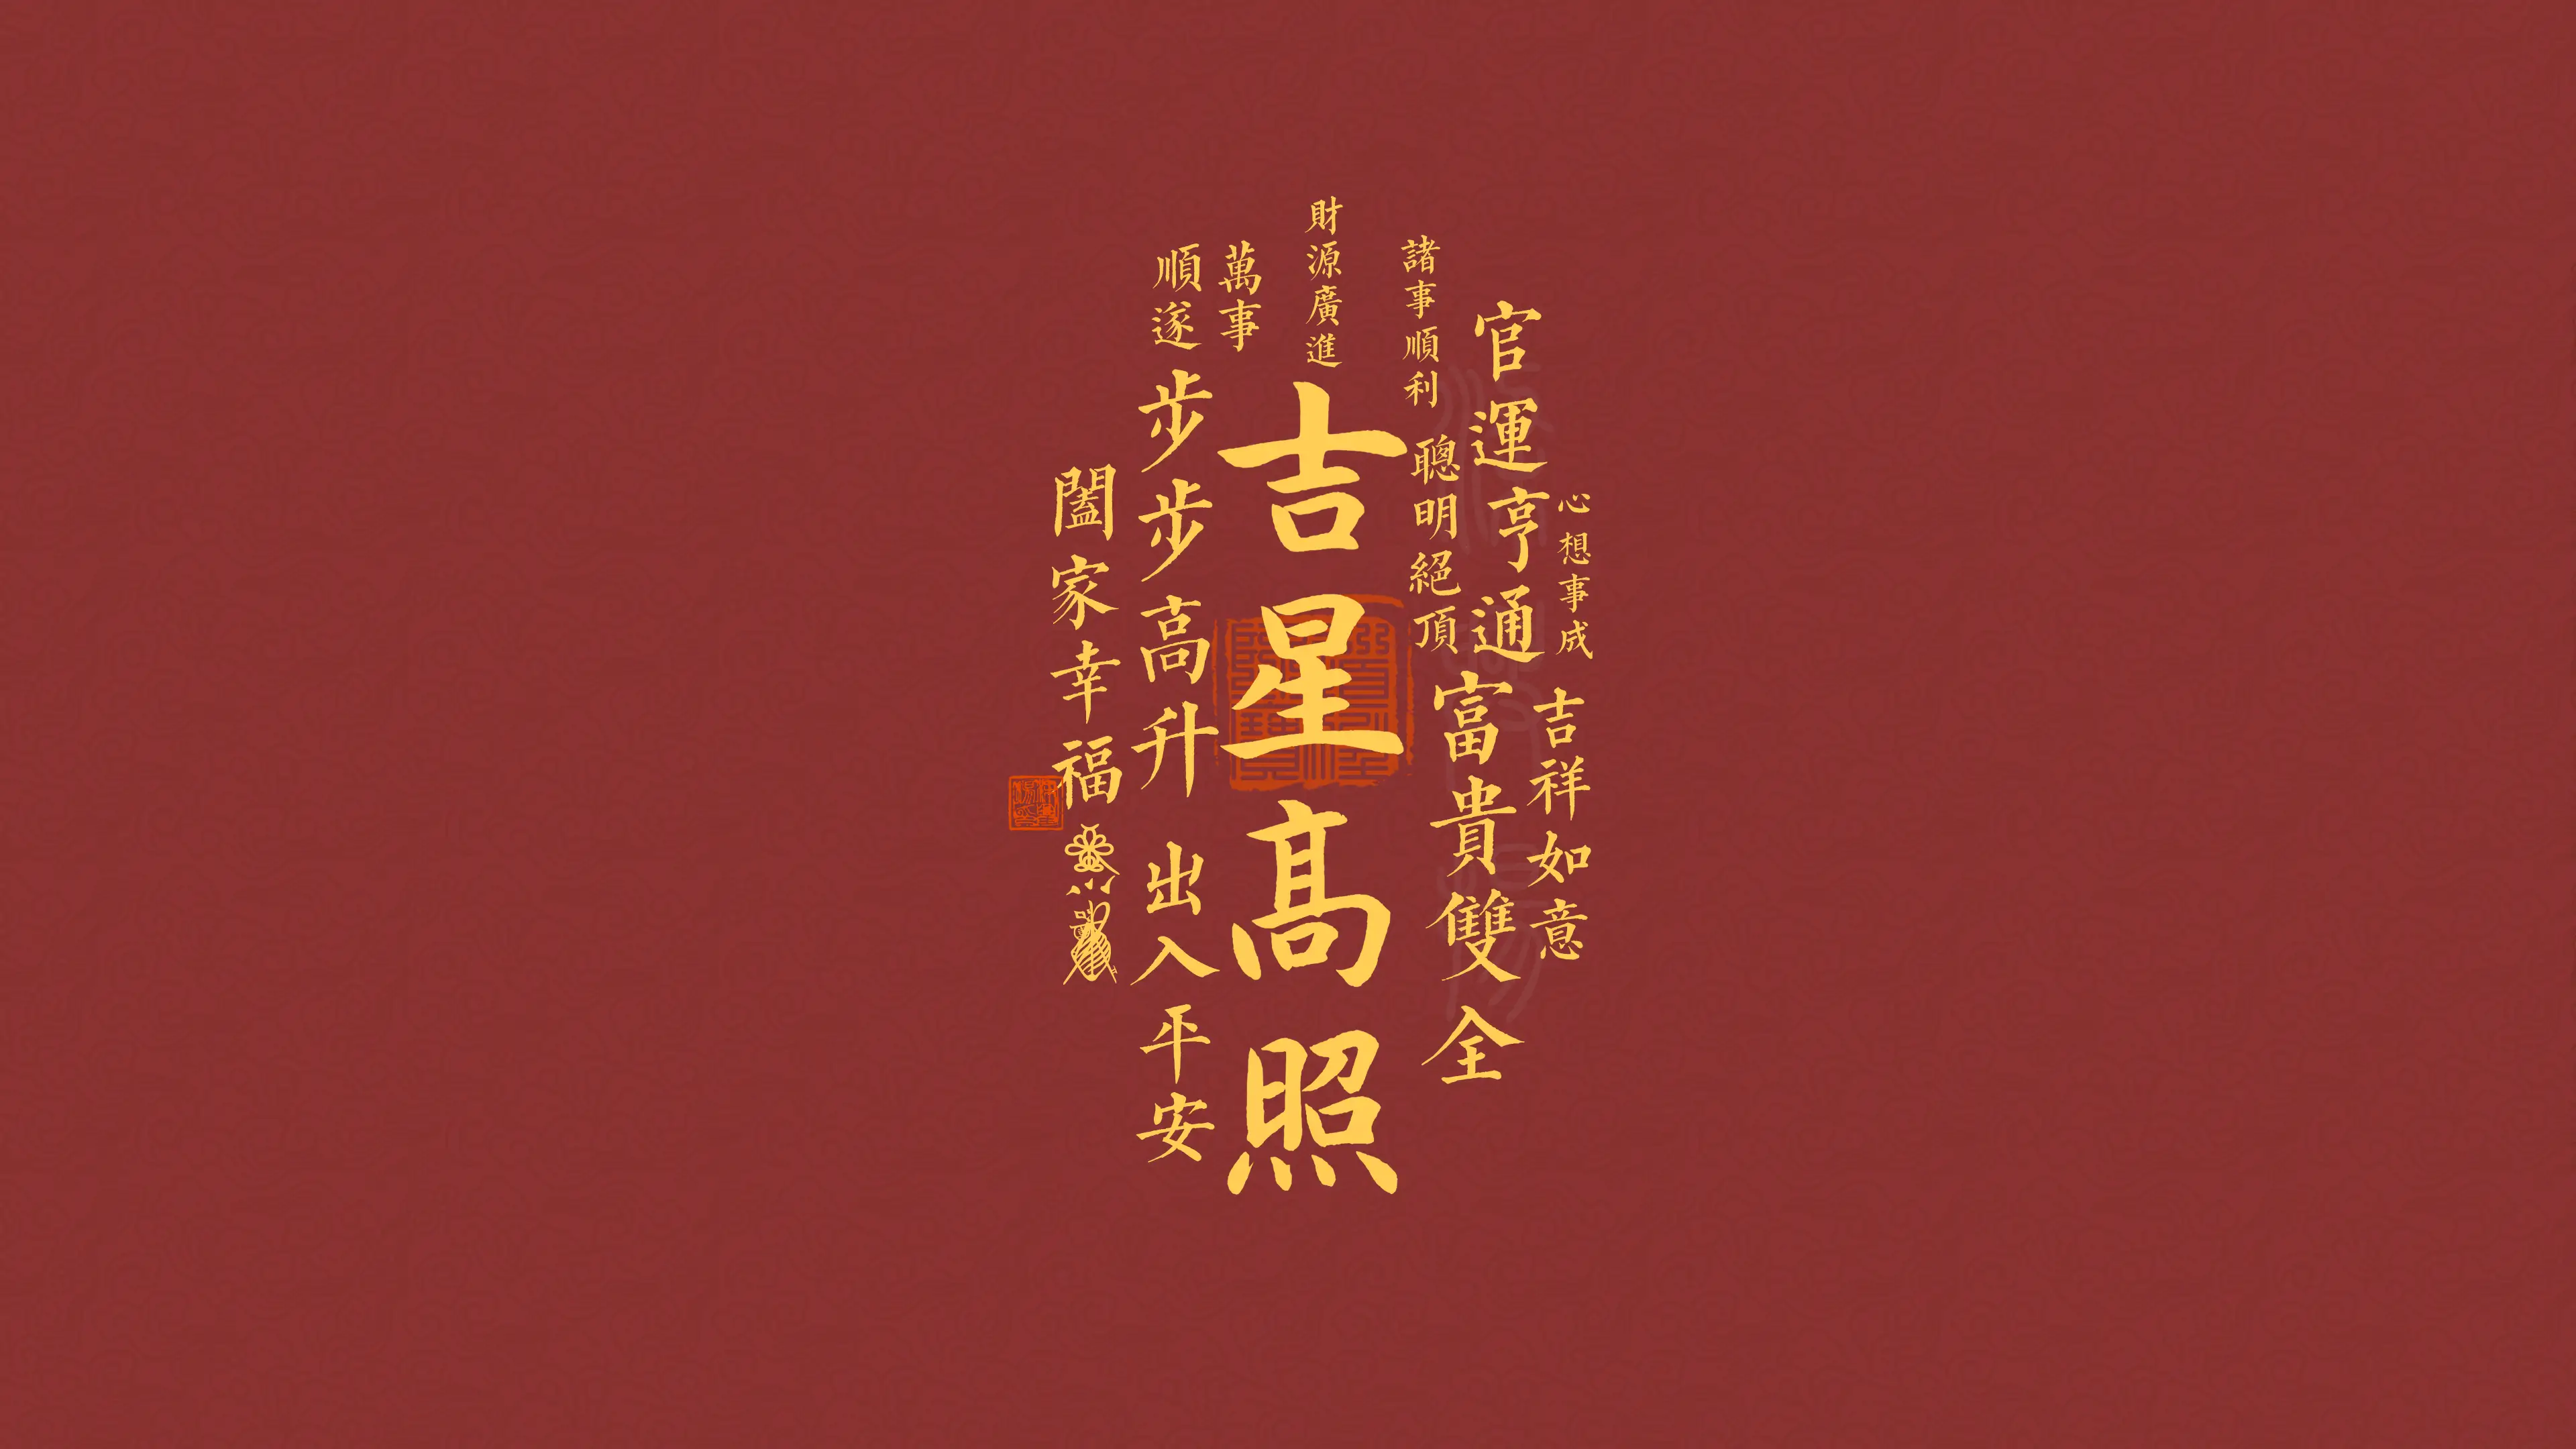 心想事成
吉祥如意
官運亨通
富貴雙全
諸事順利
聰明絕頂
財源廣進
吉星高照
萬事
順遂
步步高升
出入平安
闔家幸福